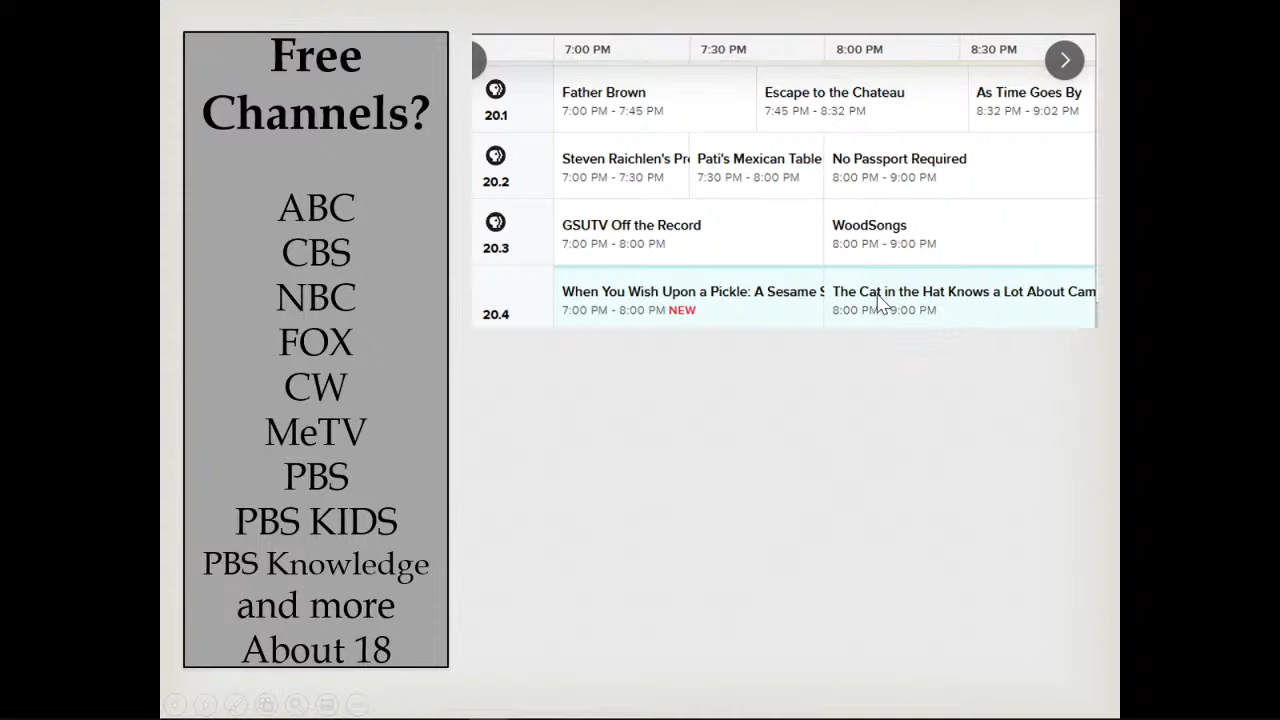 Free
Channels?
ABC
CBS
NBC
FOX
CW
MeTV
PBS
PBS KIDS
PBS Knowledge
and more
About 18
7:00 PM 7:30 PM 8:00 PM 8:30 PM
20.1
Father Brown
7:00 PM - 7:45 PM
Escape to the Chateau
7:45 PM - 8:32 PM
As Time Goes By
8:32 PM - 9:02 PM
20.2
Steven Raichlen's Pr
7:00 PM - 7:30 PM
Pati's Mexican Table
7:30 PM - 8:00 PM
No Passport Required
8:00 PM - 9:00 PM
20.3
GSUTV Off the Record
7:00 PM - 8:00 PM
WoodSongs
8:00 PM - 9:00 PM
20.4
When You Wish Upon a Pickle: A Sesame S
7:00 PM - 8:00 PM NEW
The Cat in the Hat Knows a Lot About Cam
8:00 PM - 9:00 PM